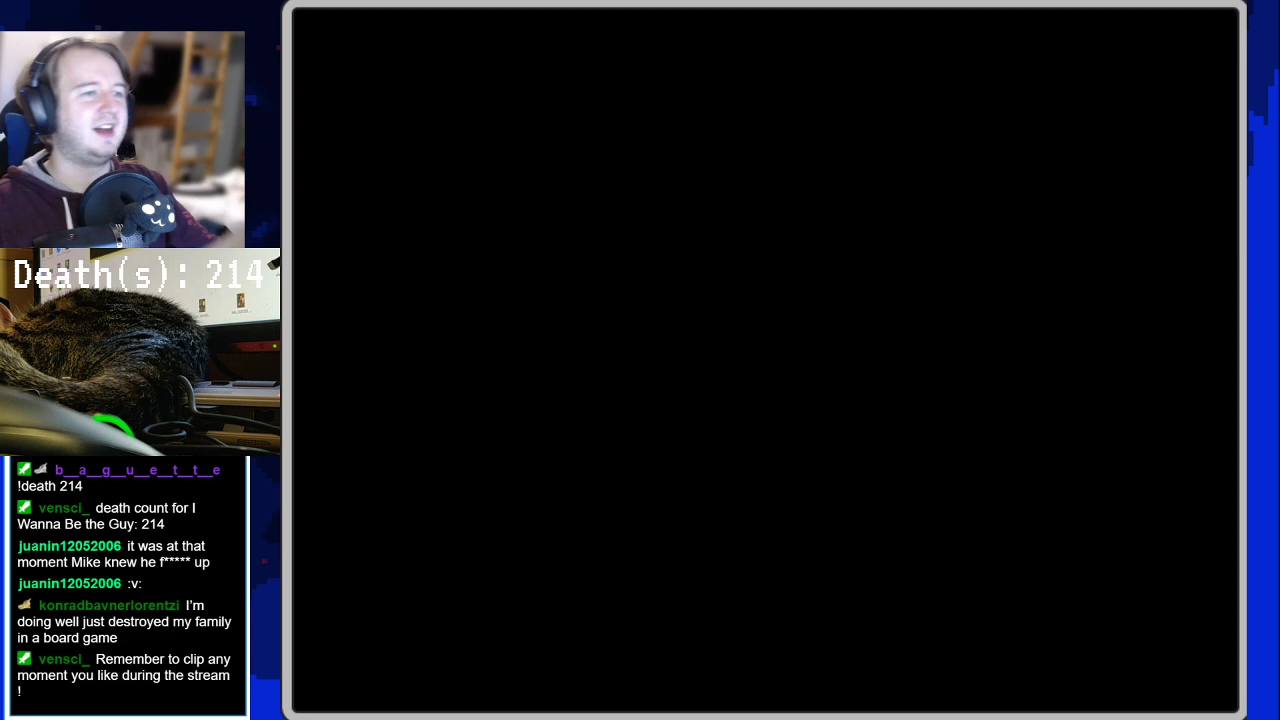 Death(s): 214
b__a__g__u__e__t__t__e
!death 214
vensci_ death count for I
Wanna Be the Guy: 214
juanin12052006 it was at that
moment Mike knew he f***** up
juanin12052006 :v:
konradbavnerlorentzi I'm
doing well just destroyed my family
in a board game
vensci_ Remember to clip any
moment you like during the stream
!